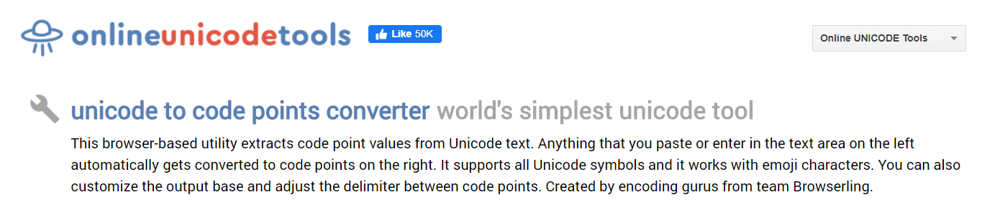 onlineunicodetools
Like 50K
Online UNICODE Tools
unicode to code points converter world's simplest unicode tool
This browser-based utility extracts code point values from Unicode text. Anything that you paste or enter in the text area on the left
automatically gets converted to code points on the right. It supports all Unicode symbols and it works with emoji characters. You can also
customize the output base and adjust the delimiter between code points. Created by encoding gurus from team Browserling.